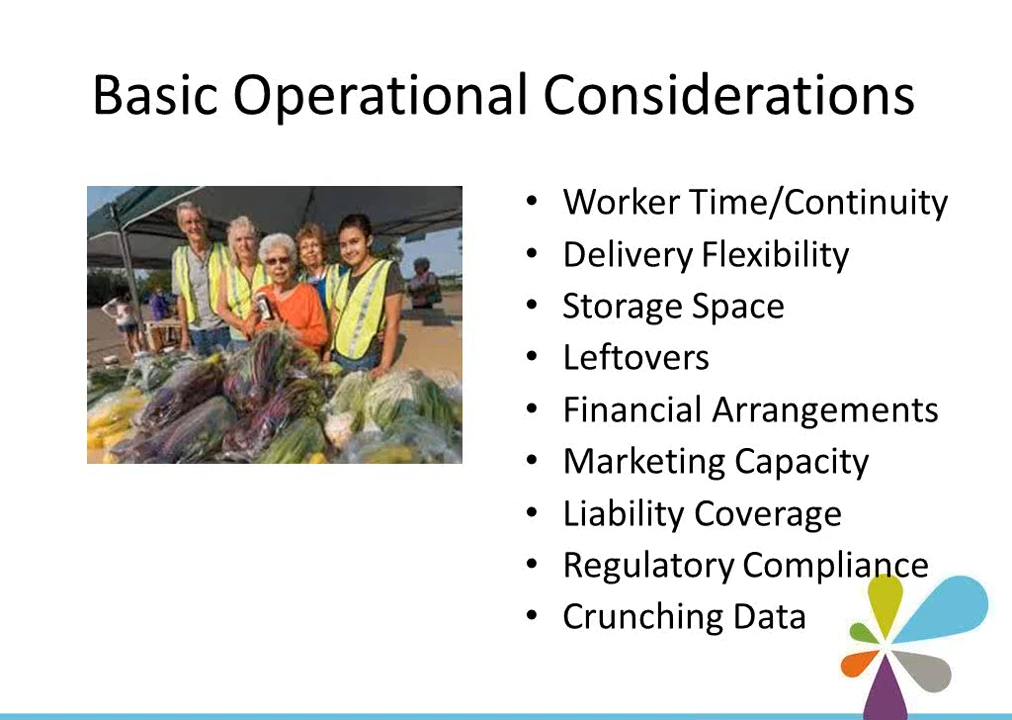 Basic Operational Considerations
• Worker Time/Continuity
• Delivery Flexibility
• Storage Space
• Leftovers
• Financial Arrangements
• Marketing Capacity
• Liability Coverage
• Regulatory Compliance
• Crunching Data